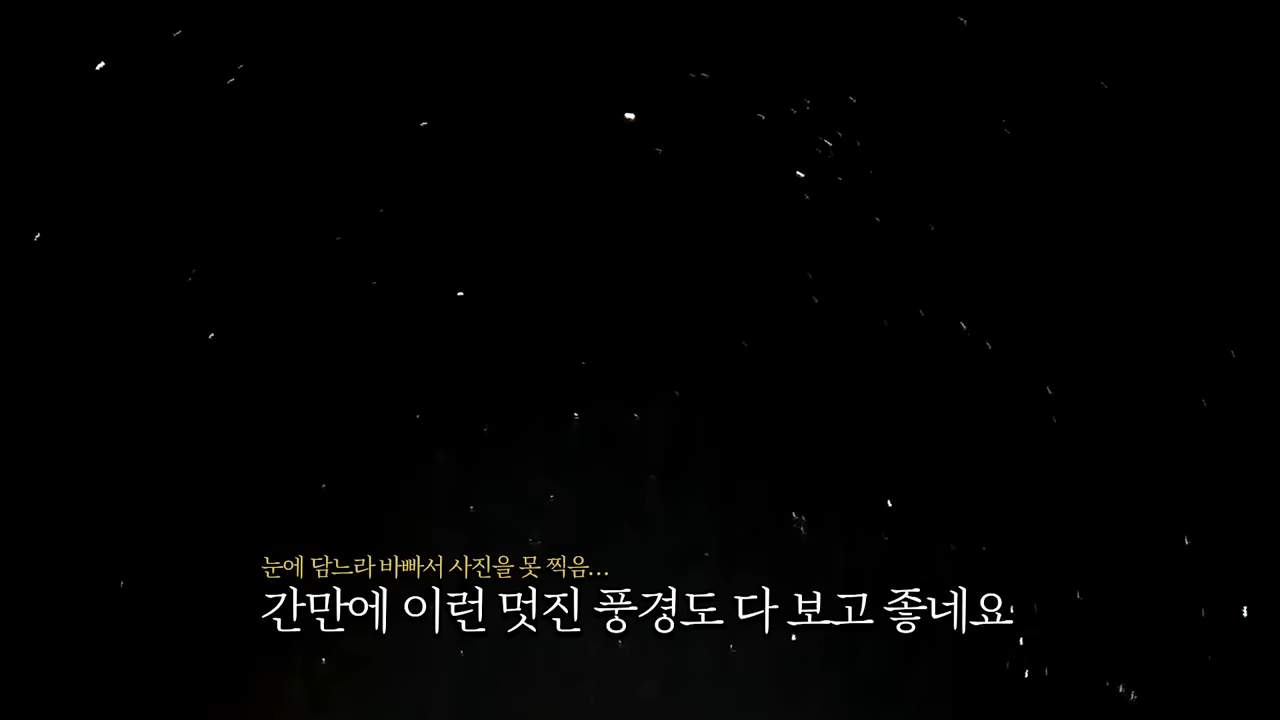 눈에 담느라 바빠서 사진을 못 찍음...
간만에 이런 멋진 풍경도 다 보고 좋네요